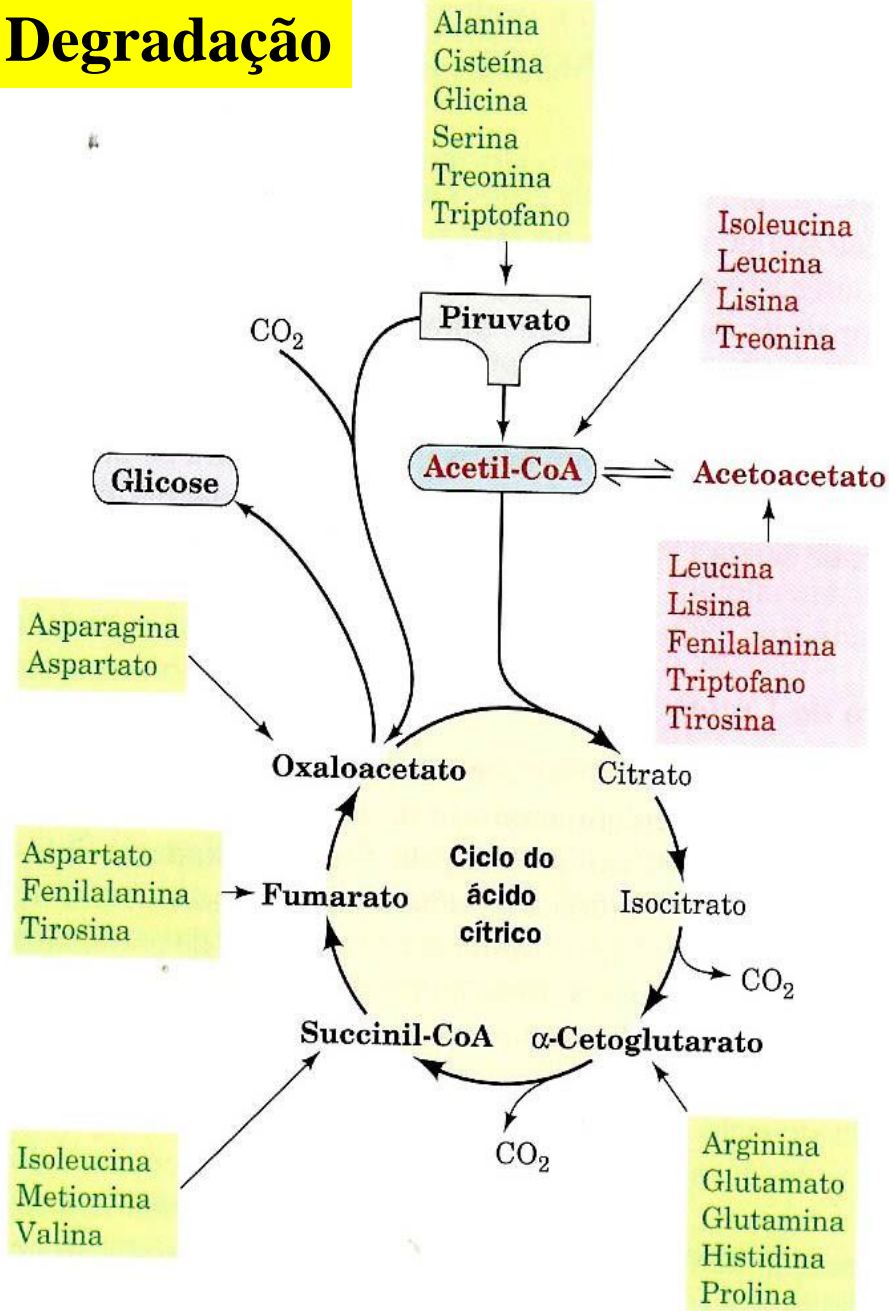 Degradação
Alanina
Cisteína
Glicina
Serina
Treonina
Triptofano
Isoleucina
Leucina
Lisina
Treonina
Piruvato
CO₂
Acetil-CoA
Acetoacetato
Glicose
Leucina
Lisina
Fenilalanina
Triptofano
Tirosina
Asparagina
Aspartato
Oxaloacetato
Citrato
Aspartato
Fenilalanina
Tirosina
Fumarato
Ciclo do
ácido
cítrico
Isocitrato
CO₂
Succinil-CoA
α-Cetoglutarato
CO₂
Isoleucina
Metionina
Valina
Arginina
Glutamato
Glutamina
Histidina
Prolina